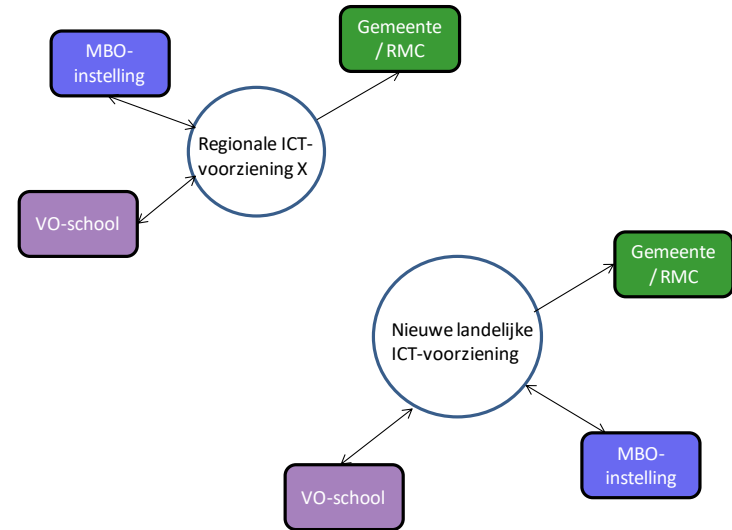 MBO-
instelling
Gemeente
/ RMC
Regionale ICT-
voorziening X
VO-school
Gemeente
/ RMC
Nieuwe landelijke
ICT-voorziening
MBO-
instelling
VO-school